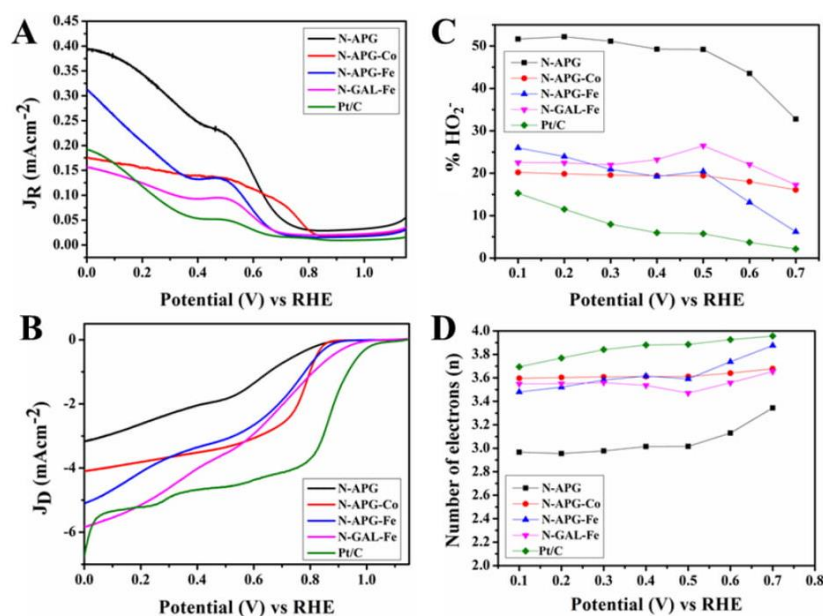 A
N-APG
N-APG-Co
N-APG-Fe
N-GAL-Fe
Pt/C
0.40
0.45
0.35
0.30
0.25
0.20
0.15
0.10
0.05
0.00
J_R (mAcm⁻²)
0.0 0.2 0.4 0.6 0.8 1.0
Potential (V) vs RHE
C
N-APG
N-APG-Co
N-APG-Fe
N-GAL-Fe
Pt/C
50
40
30
20
10
0
% HO₂⁻
0.1 0.2 0.3 0.4 0.5 0.6 0.7
Potential (V) vs RHE
B
0
-2
-4
-6
J_D (mAcm⁻²)
N-APG
N-APG-Co
N-APG-Fe
N-GAL-Fe
Pt/C
0.0 0.2 0.4 0.6 0.8 1.0
Potential (V) vs RHE
D
4.0
3.8
3.6
3.4
3.2
3.0
2.8
2.6
2.4
2.2
2.0
Number of electrons (n)
N-APG
N-APG-Co
N-APG-Fe
N-GAL-Fe
Pt/C
0.1 0.2 0.3 0.4 0.5 0.6 0.7 0.8
Potential (V) vs RHE